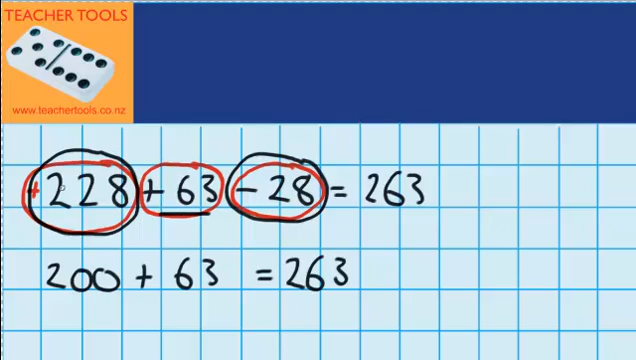 TEACHER TOOLS
www.teachertools.co.nz
+228 + 63 - 28 = 263
200 + 63 = 263